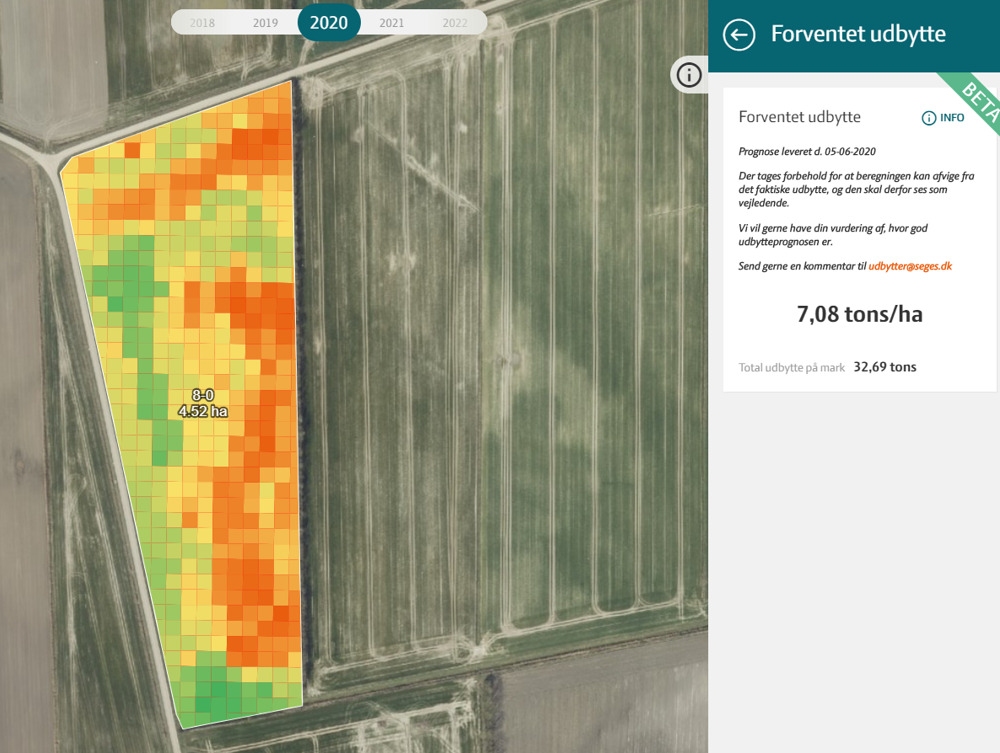 2018 2019 2020 2021 2022
Forventet udbytte
BETA
Forventet udbytte
INFO
Prognose leveret d. 05-06-2020
Der tages forbehold for at beregningen kan afvige fra
det faktiske udbytte, og den skal derfor ses som
vejledende.
Vi vil gerne have din vurdering af, hvor god
udbytteprognosen er.
Send gerne en kommentar til udbytter@seges.dk
7,08 tons/ha
Total udbytte på mark 32,69 tons
8-0
4.52 ha